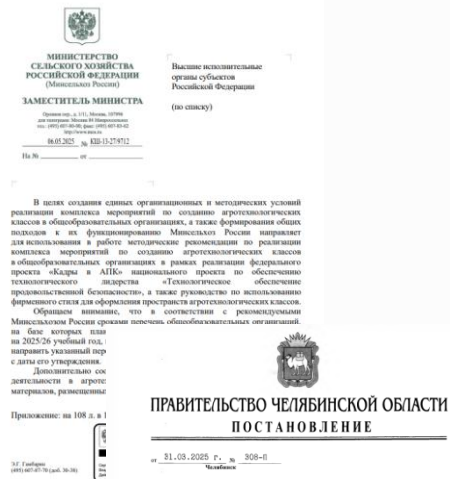 МИНИСТЕРСТВО
СЕЛЬСКОГО ХОЗЯЙСТВА
РОССИЙСКОЙ ФЕДЕРАЦИИ
(Минсельхоз России)
ЗАМЕСТИТЕЛЬ МИНИСТРА
06.05.2025 № КШ-13-27/9712
На № от
Высшие исполнительные
органы субъектов
Российской Федерации
(по списку)
В целях создания единых организационных и методических условий
реализации комплекса мероприятий по созданию агротехнологических
классов в общеобразовательных организациях, а также формирования общих
подходов к их функционированию Минсельхоз России направляет
для использования в работе методические рекомендации по реализации
комплекса мероприятий по созданию агротехнологических классов
в общеобразовательных организациях в рамках реализации федерального
проекта «Кадры в АПК» национального проекта по обеспечению
технологического лидерства «Технологическое обеспечение
продовольственной безопасности», а также руководство по использованию
фирменного стиля для оформления пространств агротехнологических классов.
Обращаем внимание, что в соответствии с рекомендуемыми
Минсельхозом России сроками перечень общеобразовательных организаций,
на базе которых
на 2025/26 учебный год,
направить указанный
с даты его утверждения.
Дополнительно
деятельности в
материалов,
Приложение: на 108 л. в
ПРАВИТЕЛЬСТВО ЧЕЛЯБИНСКОЙ ОБЛАСТИ
ПОСТАНОВЛЕНИЕ
от 31.03.2025 г. № 308-П
Челябинск